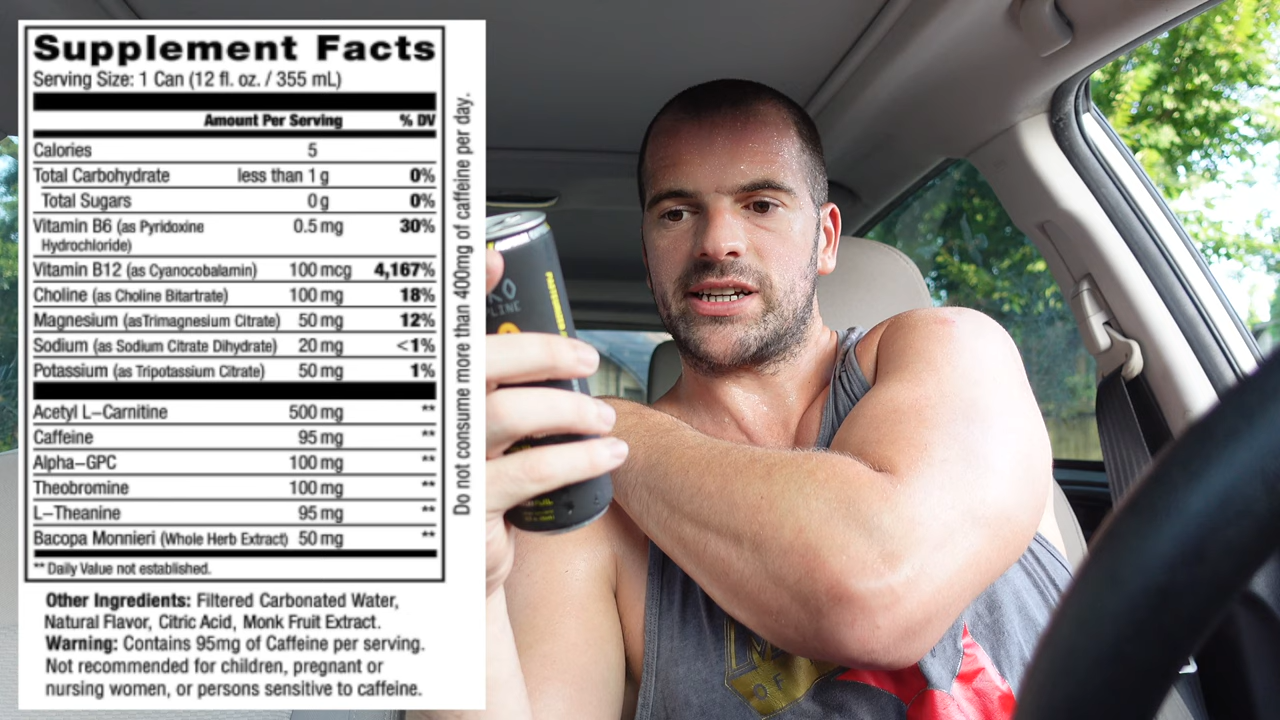 Supplement Facts
Serving Size: 1 Can (12 fl. oz. / 355 mL)
Amount Per Serving % DV
Calories 5
Total Carbohydrate less than 1 g 0%
Total Sugars 0 g 0%
Vitamin B6 (as Pyridoxine 0.5 mg 30%
Hydrochloride)
Vitamin B12 (as Cyanocobalamin) 100 mcg 4,167%
Choline (as Choline Bitartrate) 100 mg 18%
Magnesium (asTrimagnesium Citrate) 50 mg 12%
Sodium (as Sodium Citrate Dihydrate) 20 mg <1%
Potassium (as Tripotassium Citrate) 50 mg 1%
Acetyl L-Carnitine 500 mg **
Caffeine 95 mg **
Alpha-GPC 100 mg **
Theobromine 100 mg **
L-Theanine 95 mg **
Bacopa Monnieri (Whole Herb Extract) 50 mg **
** Daily Value not established.
Do not consume more than 400mg of caffeine per day.
Other Ingredients: Filtered Carbonated Water,
Natural Flavor, Citric Acid, Monk Fruit Extract.
Warning: Contains 95mg of Caffeine per serving.
Not recommended for children, pregnant or
nursing women, or persons sensitive to caffeine.
OF